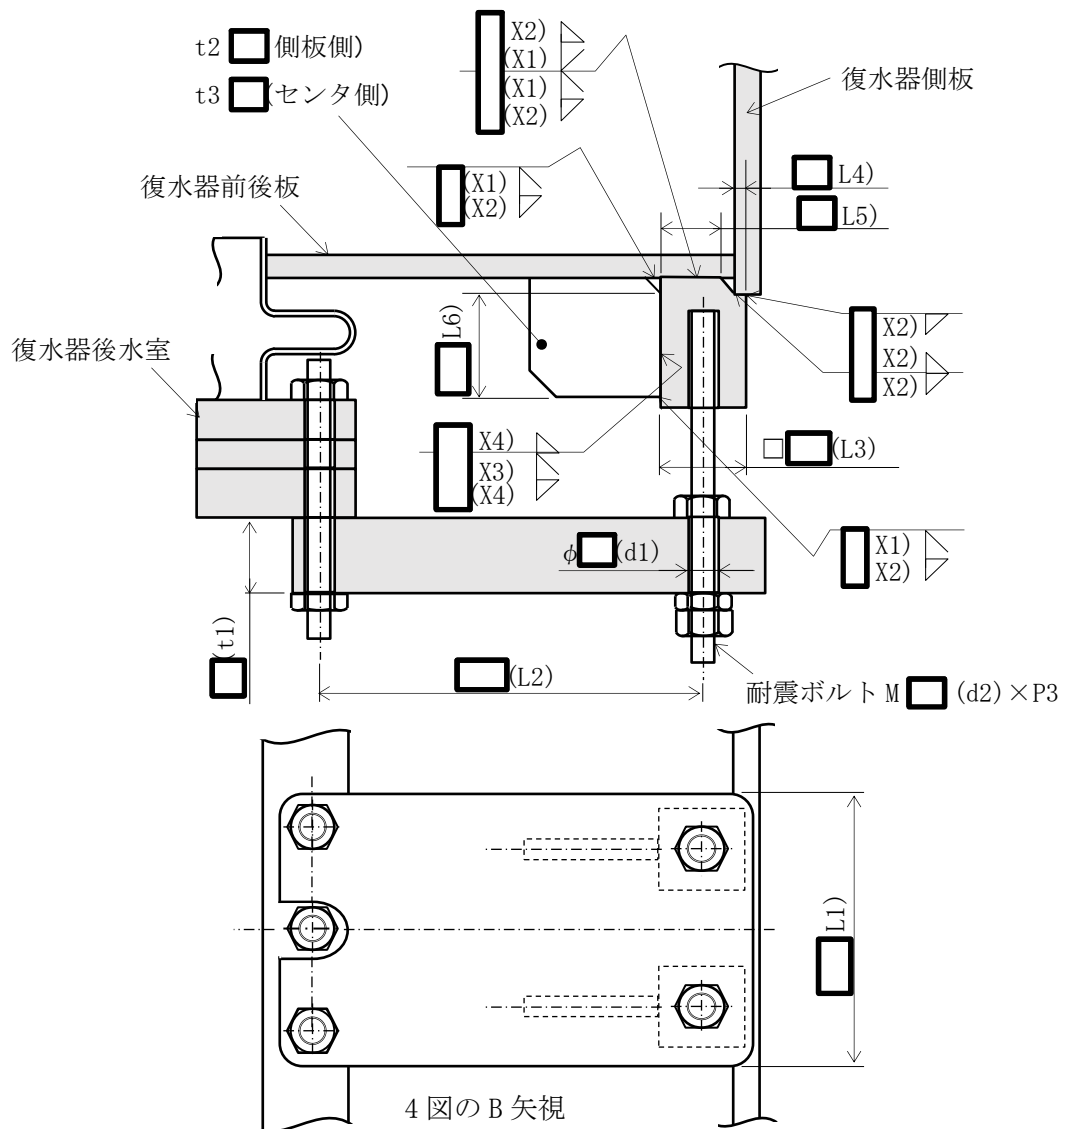 t2 側板側)
t3 (センタ側)
X2)
(X1)
(X1)
(X2)
復水器側板
L4)
L5)
(X1)
(X2)
復水器前後板
L6)
復水器後水室
X2)
X2)
X2)
X4)
X3)
(X4)
□ (L3)
φ (d1)
X1)
X2)
(t1)
(L2)
耐震ボルト M (d2)×P3
L1)
4 図の B 矢視